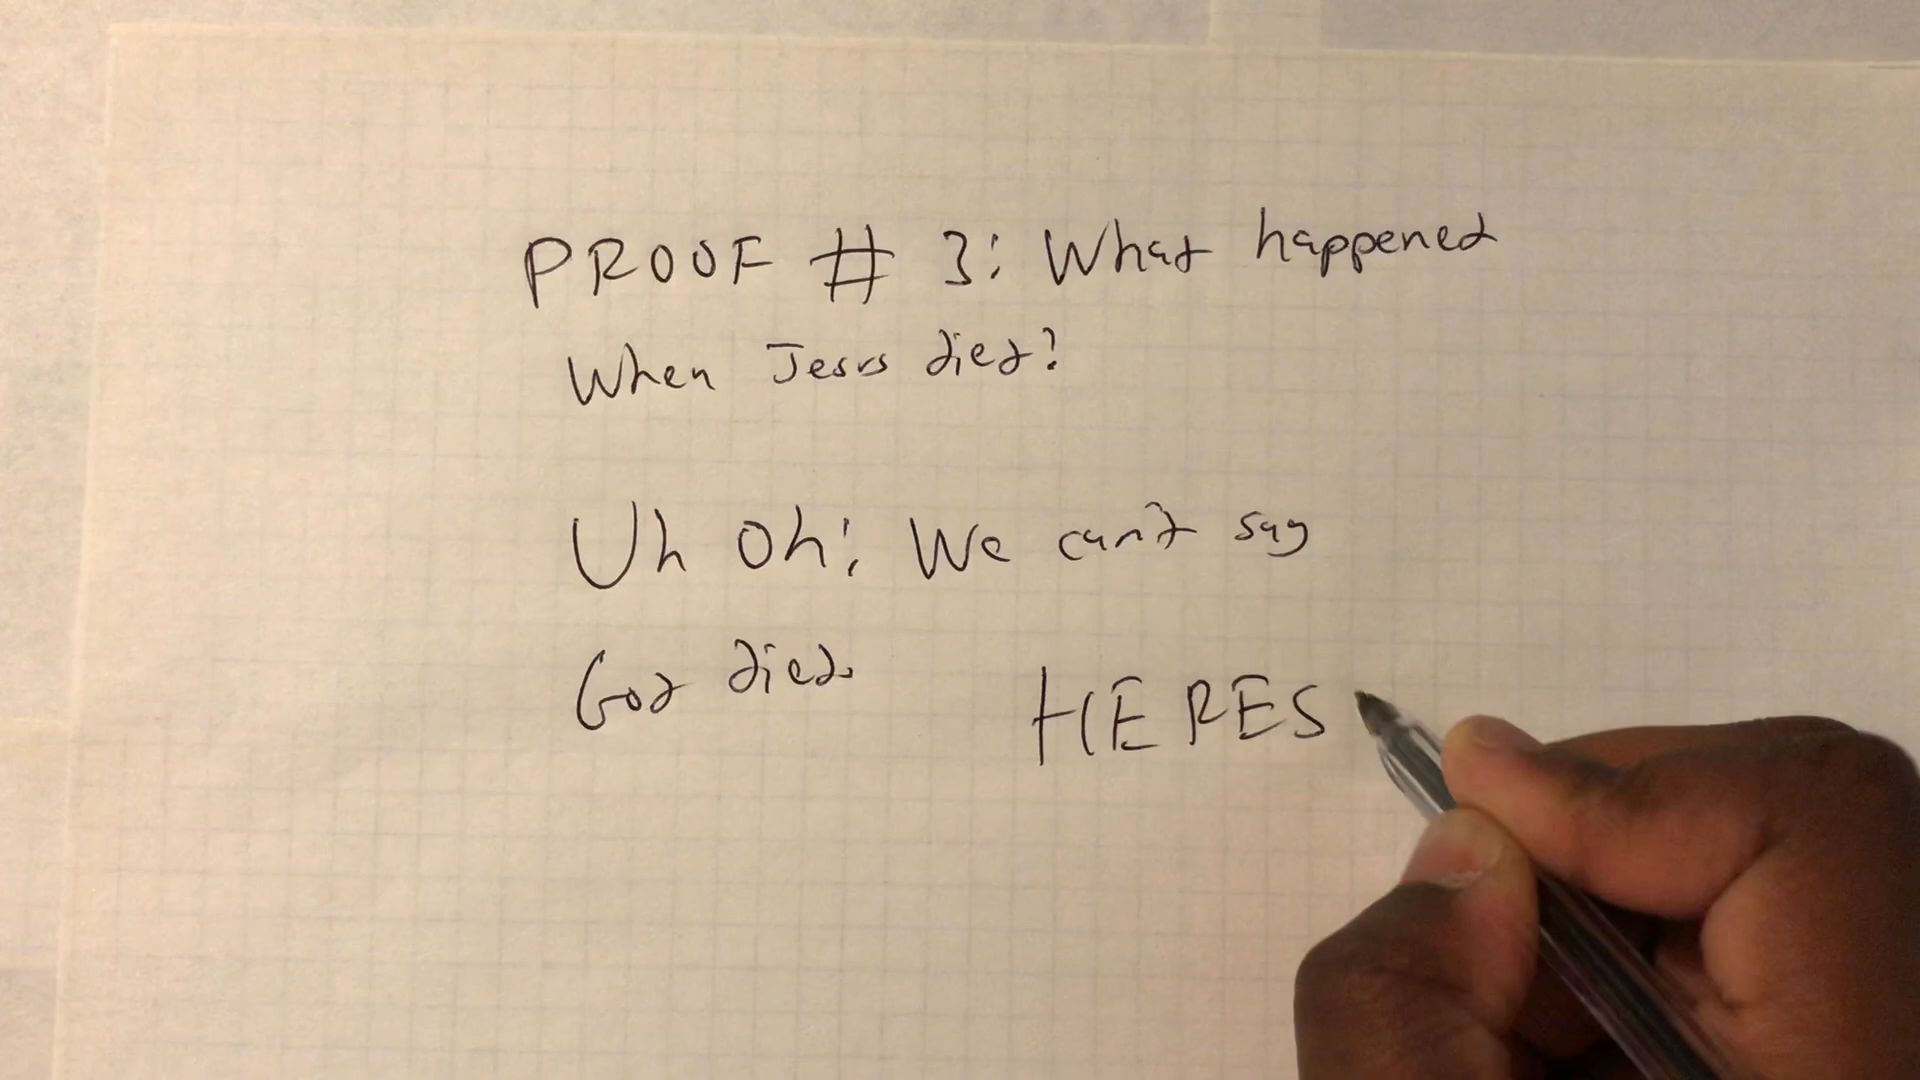 PROOF # 3: What happened
When Jesus died?
Uh Oh: We can't say
God died.
HERES